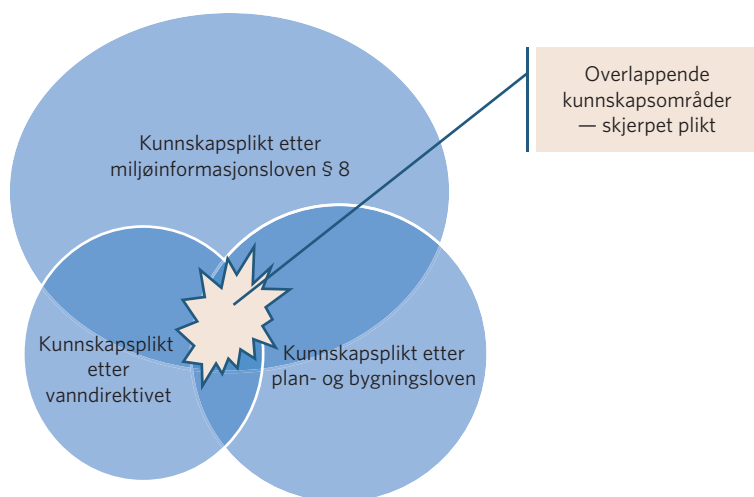 Overlappende
kunnskapsområder
— skjerpet plikt
Kunnskapsplikt etter
miljøinformasjonsloven § 8
Kunnskapsplikt
etter
vanndirektivet
Kunnskapsplikt etter
plan- og bygningsloven